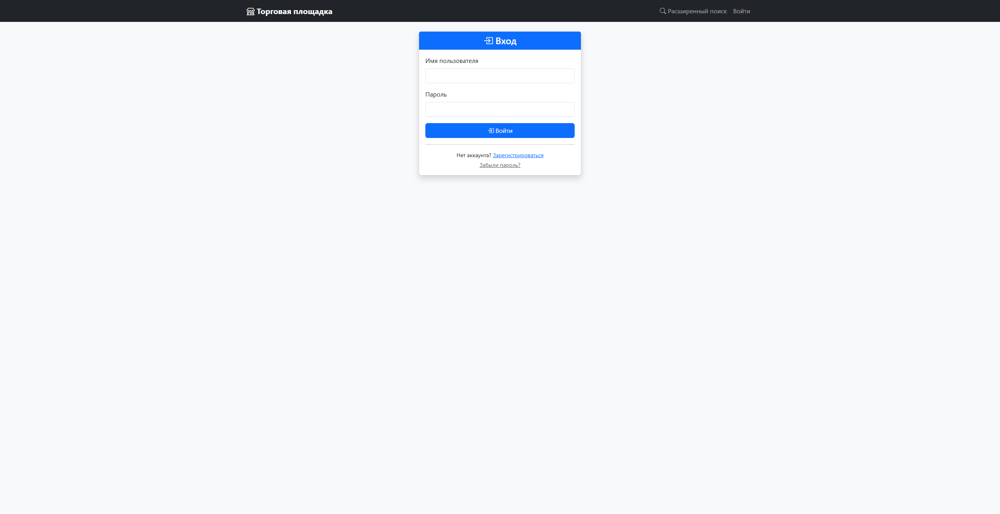 Торговая площадка
Расширенный поиск Войти
Вход
Имя пользователя
Пароль
Войти
Нет аккаунта? Зарегистрироваться
Забыли пароль?